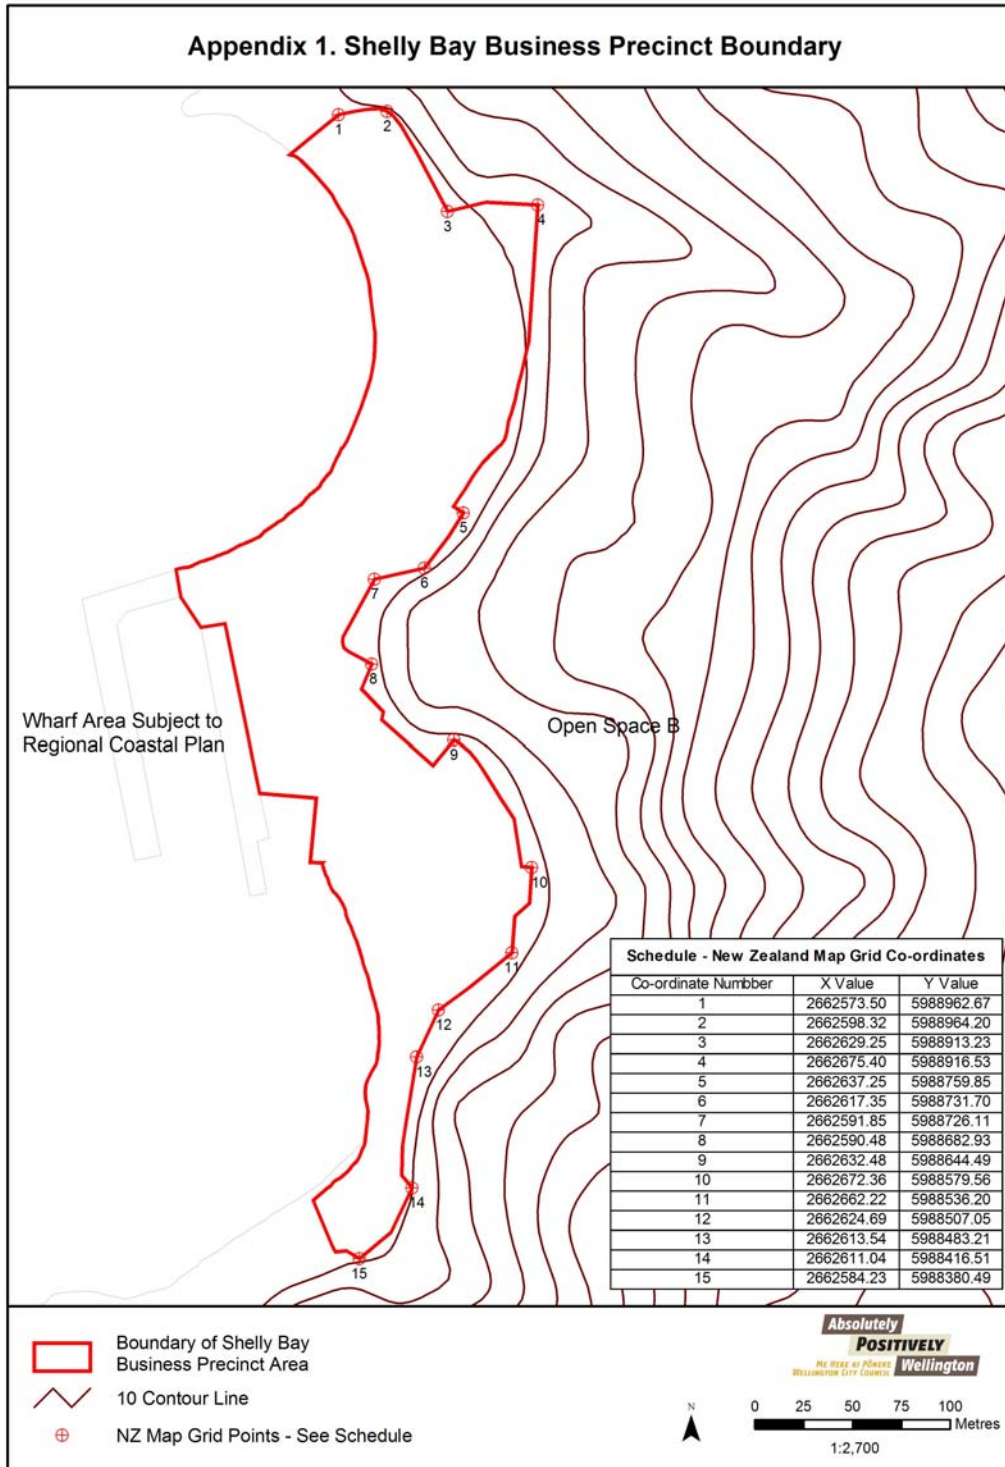 Appendix 1. Shelly Bay Business Precinct Boundary
1
2
3
4
5
6
7
8
9
10
11
12
13
14
15
Wharf Area Subject to
Regional Coastal Plan
Open Space B
Schedule - New Zealand Map Grid Co-ordinates
Co-ordinate Numbber X Value Y Value
1 2662573.50 5988962.67
2 2662598.32 5988964.20
3 2662629.25 5988913.23
4 2662675.40 5988916.53
5 2662637.25 5988759.85
6 2662617.35 5988731.70
7 2662591.85 5988726.11
8 2662590.48 5988682.93
9 2662632.48 5988644.49
10 2662672.36 5988579.56
11 2662662.22 5988536.20
12 2662624.69 5988507.05
13 2662613.54 5988483.21
14 2662611.04 5988416.51
15 2662584.23 5988380.49
Boundary of Shelly Bay
Business Precinct Area
10 Contour Line
NZ Map Grid Points - See Schedule
Absolutely
POSITIVELY
ME HEKE KI PŌNEKE
WELLINGTON CITY COUNCIL Wellington
N
0 25 50 75 100
Metres
1:2,700